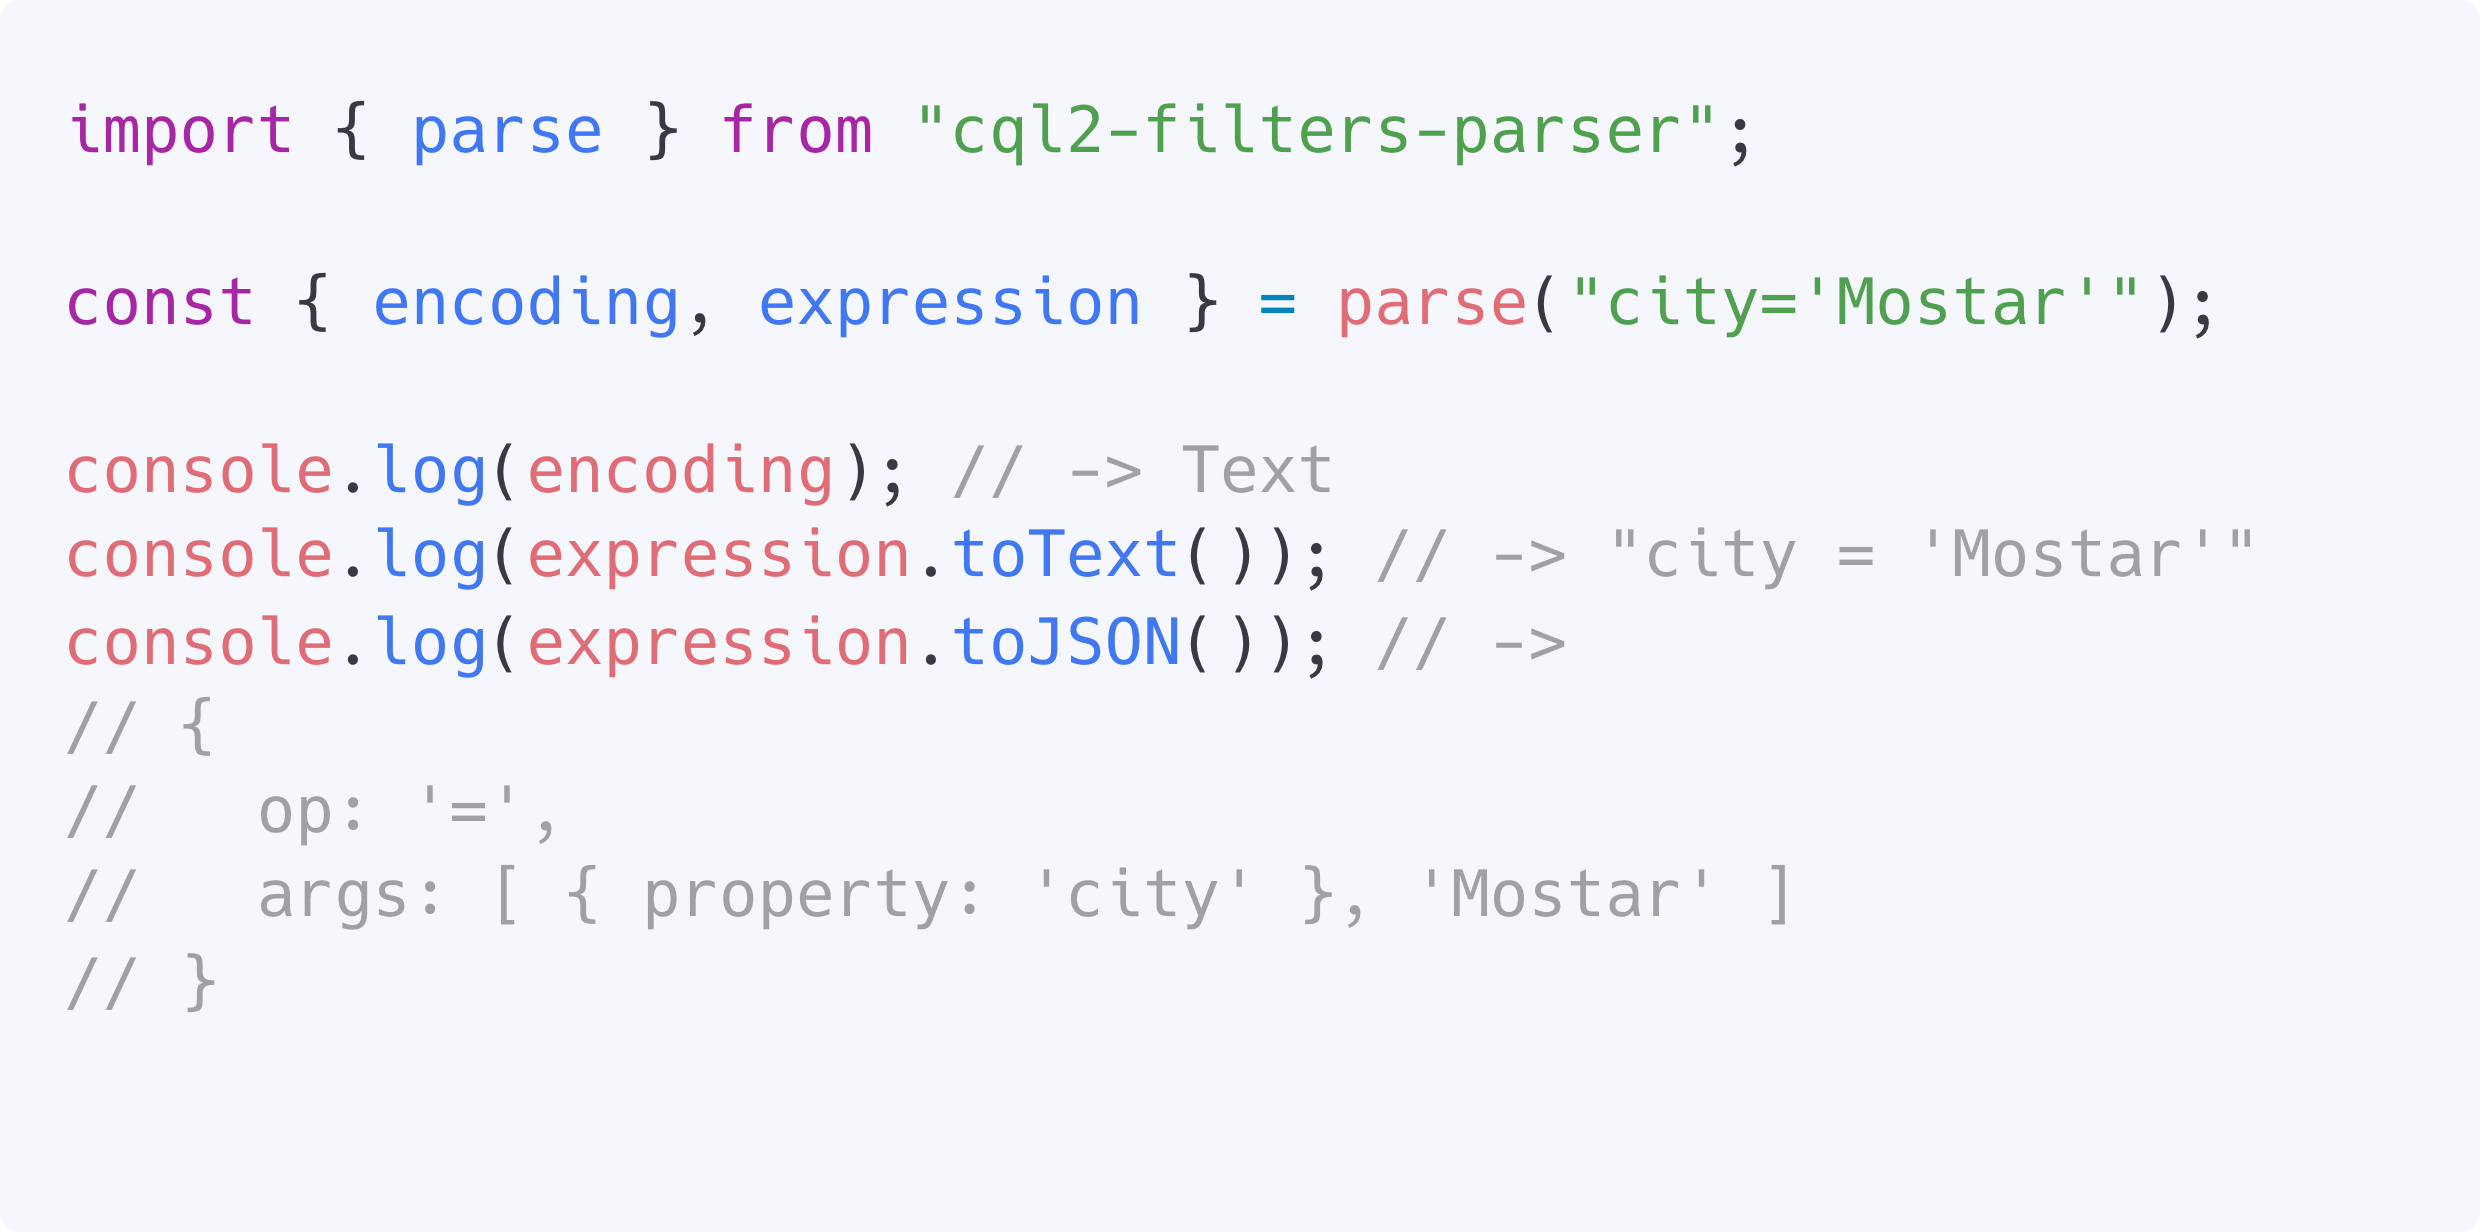 import { parse } from "cql2-filters-parser";
const { encoding, expression } = parse("city='Mostar'");
console.log(encoding); // -> Text
console.log(expression.toText()); // -> "city = 'Mostar'"
console.log(expression.toJSON()); // ->
// {
//   op: '=',
//   args: [ { property: 'city' }, 'Mostar' ]
// }